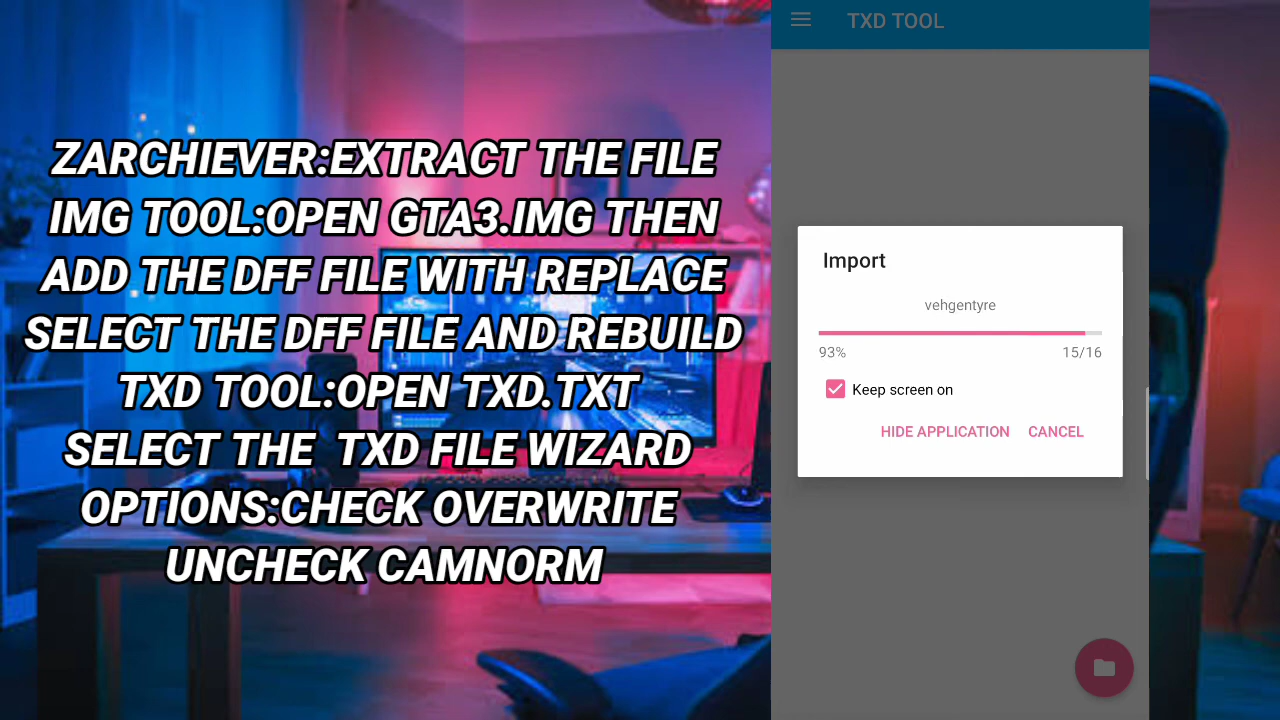 ZARCHIEVER:EXTRACT THE FILE
IMG TOOL:OPEN GTA3.IMG THEN
ADD THE DFF FILE WITH REPLACE
SELECT THE DFF FILE AND REBUILD
TXD TOOL:OPEN TXD.TXT
SELECT THE TXD FILE WIZARD
OPTIONS:CHECK OVERWRITE
UNCHECK CAMNORM
TXD TOOL
Import
vehgentyre
93% 15/16
Keep screen on
HIDE APPLICATION CANCEL